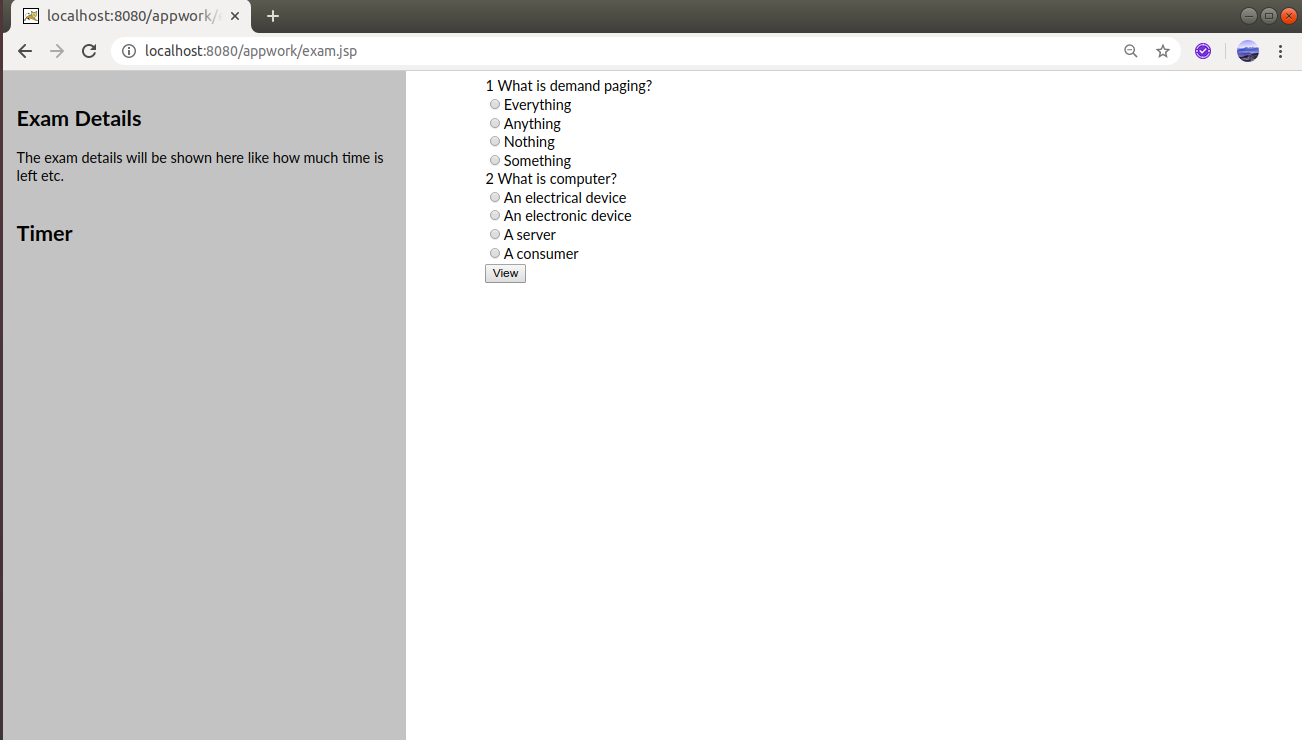 localhost:8080/appwork/
localhost:8080/appwork/exam.jsp
Exam Details
The exam details will be shown here like how much time is
left etc.
Timer
1 What is demand paging?
Everything
Anything
Nothing
Something
2 What is computer?
An electrical device
An electronic device
A server
A consumer
View